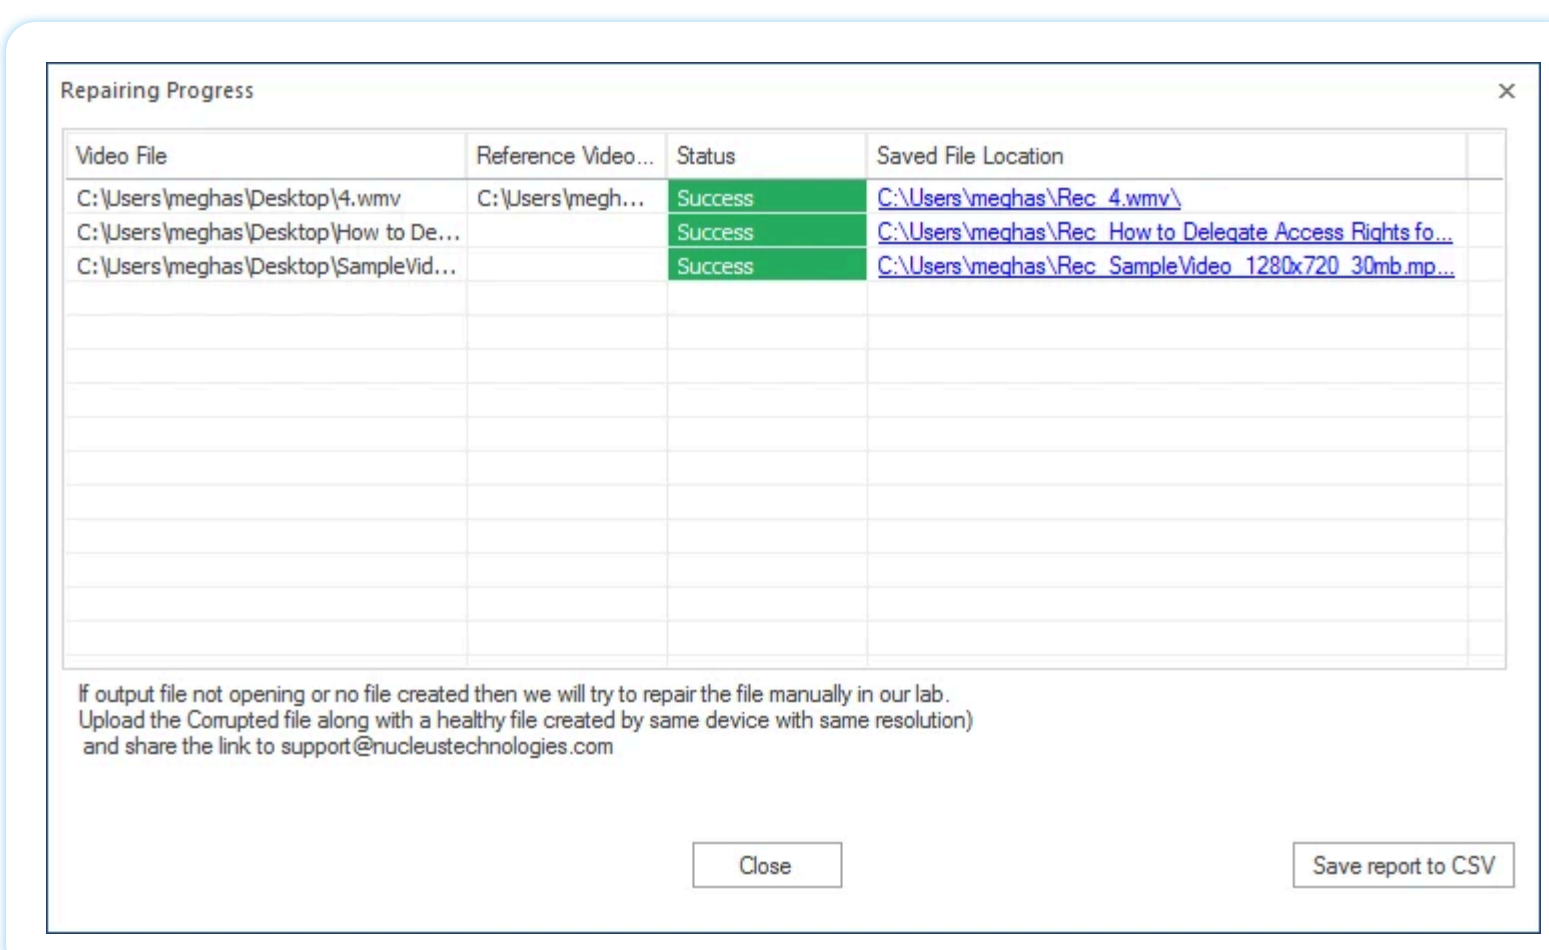 Repairing Progress
Video File Reference Video... Status Saved File Location
C:\Users\meghas\Desktop\4.wmv C:\Users\megh... Success C:\Users\meghas\Rec_4.wmv\
C:\Users\meghas\Desktop\How to De... Success C:\Users\meghas\Rec_How to Delegate Access Rights fo...
C:\Users\meghas\Desktop\SampleVid... Success C:\Users\meghas\Rec_SampleVideo_1280x720_30mb.mp...
If output file not opening or no file created then we will try to repair the file manually in our lab.
Upload the Corrupted file along with a healthy file created by same device with same resolution)
and share the link to support@nucleustechnologies.com
Close Save report to CSV